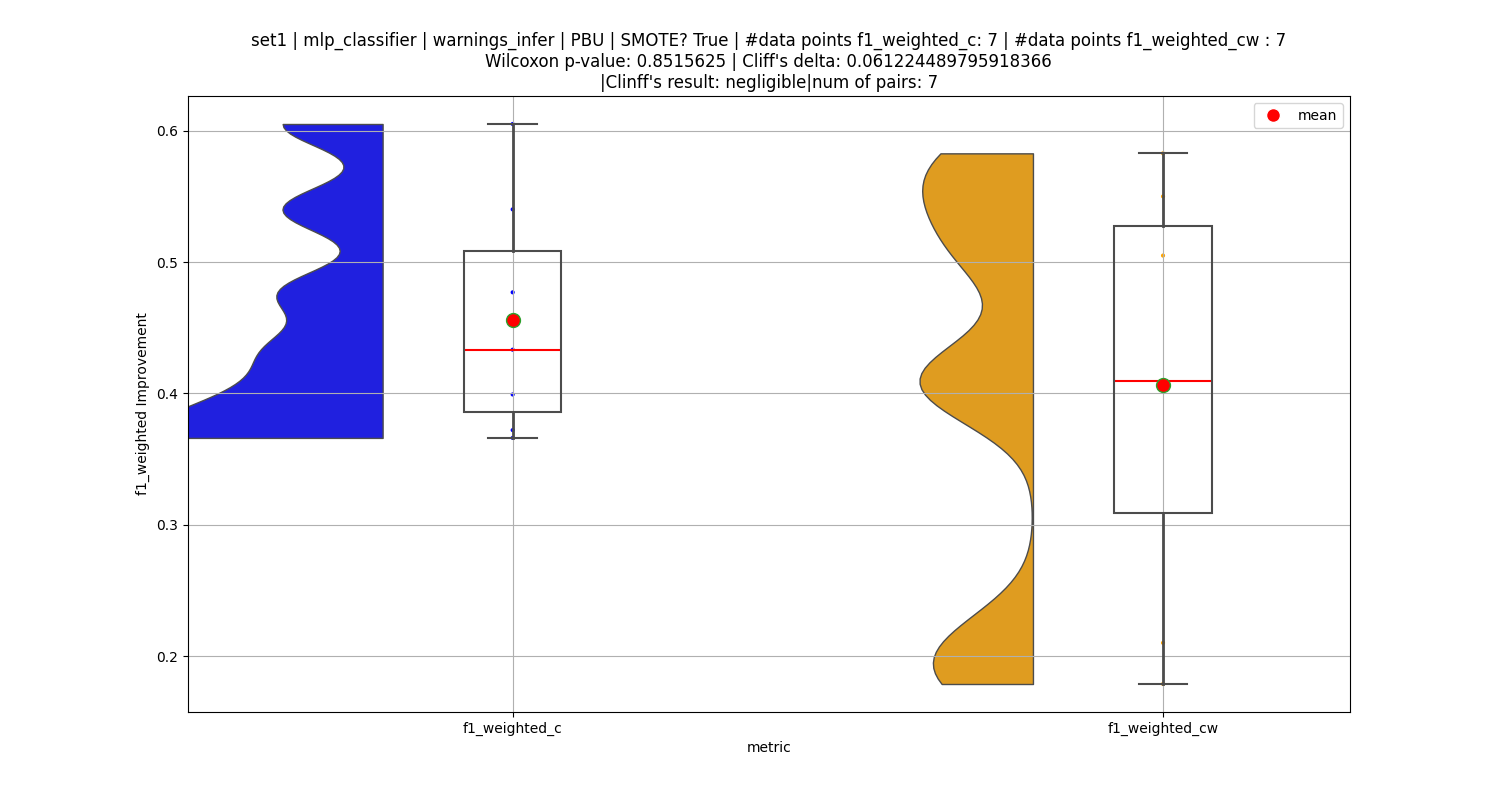 set1 | mlp_classifier | warnings_infer | PBU | SMOTE? True | #data points f1_weighted_c: 7 | #data points f1_weighted_cw : 7
Wilcoxon p-value: 0.8515625 | Cliff's delta: 0.061224489795918366
|Clinff's result: negligible|num of pairs: 7
mean
0.6
0.5
0.4
0.3
0.2
f1_weighted Improvement
f1_weighted_c
f1_weighted_cw
metric